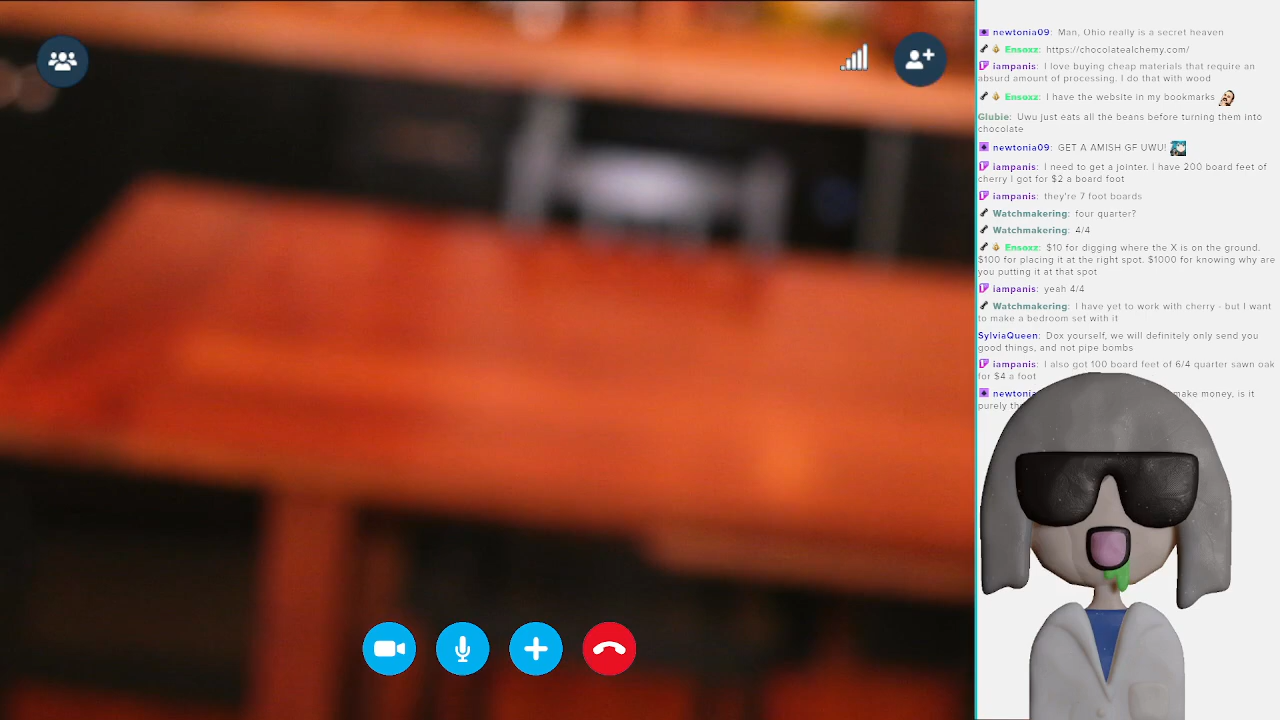 newtonia09: Man, Ohio really is a secret heaven
Ensoxz: https://chocolatealchemy.com/
iampanis: I love buying cheap materials that require an
absurd amount of processing. I do that with wood
Ensoxz: I have the website in my bookmarks
Glubie: Uwu just eats all the beans before turning them into
chocolate
newtonia09: GET A AMISH GF UWU!
iampanis: I need to get a jointer. I have 200 board feet of
cherry I got for $2 a board foot
iampanis: they're 7 foot boards
Watchmakering: four quarter?
Watchmakering: 4/4
Ensoxz: $10 for digging where the X is on the ground.
$100 for placing it at the right spot. $1000 for knowing why are
you putting it at that spot
iampanis: yeah 4/4
Watchmakering: I have yet to work with cherry - but I want
to make a bedroom set with it
SylviaQueen: Dox yourself, we will definitely only send you
good things, and not pipe bombs
iampanis: I also got 100 board feet of 6/4 quarter sawn oak
for $4 a foot
make money, is it
purely